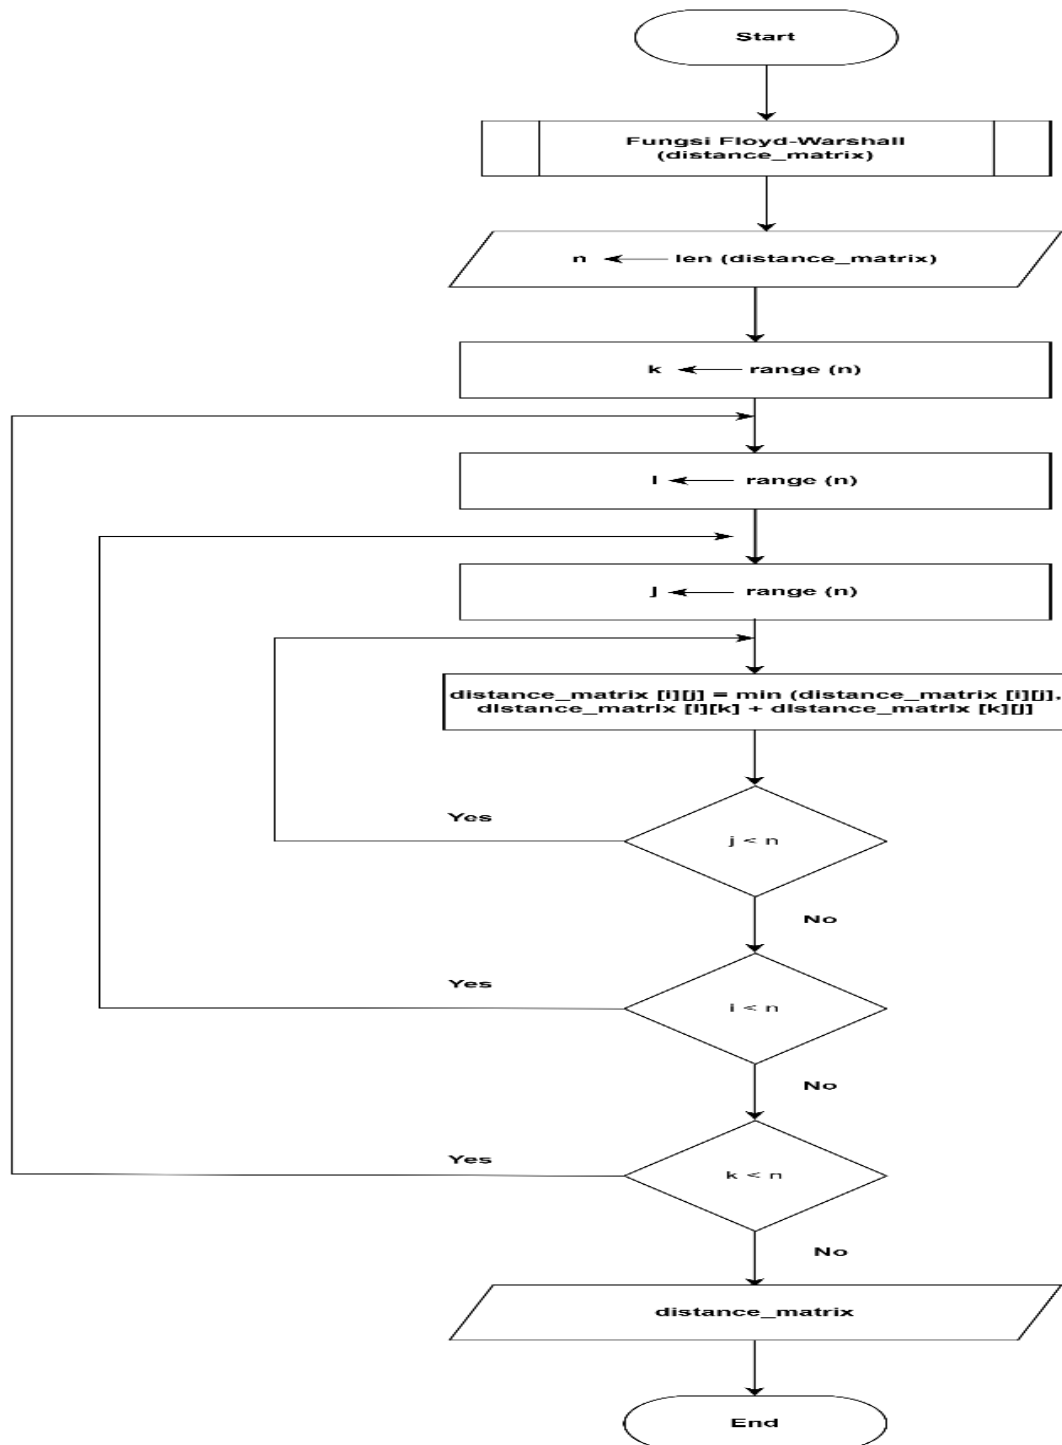 Start
Fungsi Floyd-Warshall
(distance_matrix)
n ← len (distance_matrix)
k ← range (n)
i ← range (n)
j ← range (n)
distance_matrix [i][j] = min (distance_matrix [i][j].
distance_matrix [i][k] + distance_matrix [k][j]
Yes
j < n
No
Yes
i < n
No
Yes
k < n
No
distance_matrix
End